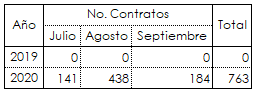 Año No. Contratos Total
Julio Agosto Septiembre
2019 0 0 0 0
2020 141 438 184 763